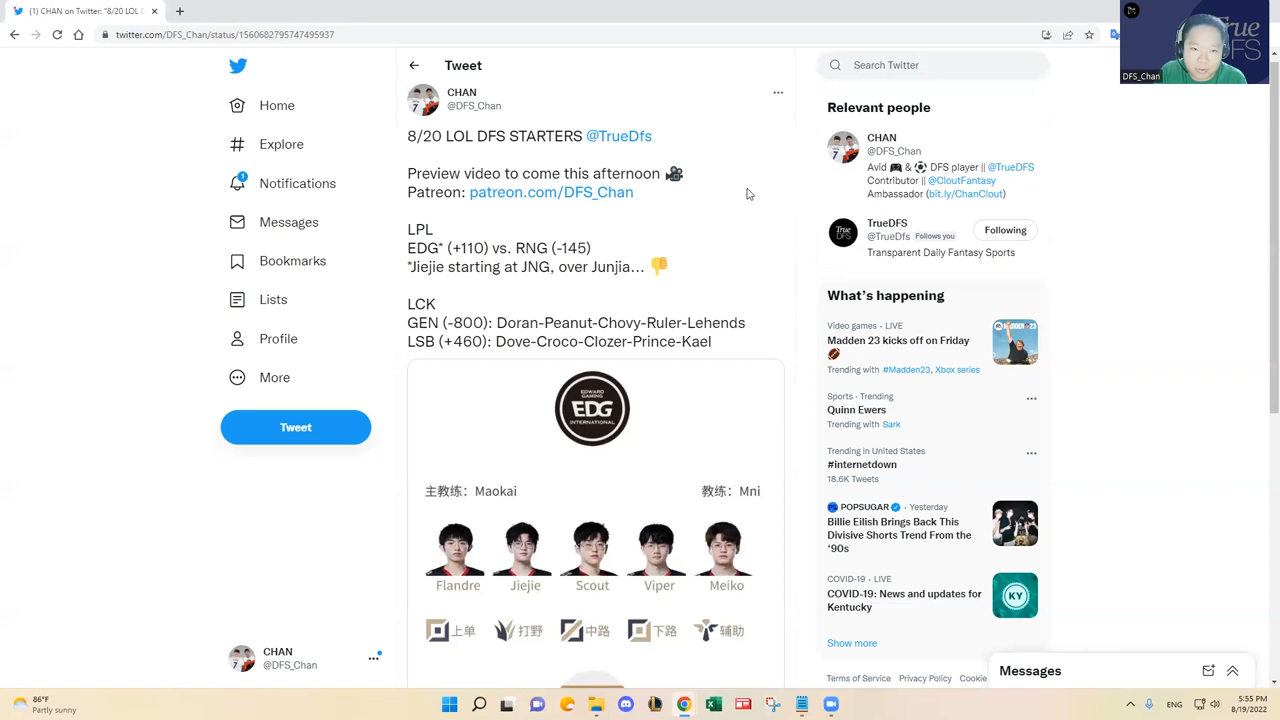 (1) CHAN on Twitter: "8/20 LOL D
twitter.com/DFS_Chan/status/1560682795747495937
True
DFS
DFS_Chan
Home
Explore
1
Notifications
Messages
Bookmarks
Lists
Profile
More
Tweet
CHAN
@DFS_Chan
Tweet
CHAN
@DFS_Chan
8/20 LOL DFS STARTERS @TrueDfs
Preview video to come this afternoon 🎥
Patreon: patreon.com/DFS_Chan
LPL
EDG* (+110) vs. RNG (-145)
*Jiejie starting at JNG, over Junjia... 👎
LCK
GEN (-800): Doran-Peanut-Chovy-Ruler-Lehends
LSB (+460): Dove-Croco-Clozer-Prince-Kael
EDWARD
GAMING
EDG
INTERNATIONAL
主教练：Maokai
教练：Mni
Flandre Jiejie Scout Viper Meiko
上单 打野 中路 下路 辅助
Search Twitter
Relevant people
CHAN
@DFS_Chan
Avid 🎮 & ⚽ DFS player || @TrueDFS
Contributor || @CloutFantasy
Ambassador (bit.ly/ChanClout)
True
DFS
TrueDFS
@TrueDfs Follows you
Following
Transparent Daily Fantasy Sports
What's happening
Video games · LIVE
Madden 23 kicks off on Friday
🏈
Trending with #Madden23, Xbox series
Sports · Trending
Quinn Ewers
Trending with Sark
Trending in United States
#internetdown
18.6K Tweets
POPSUGAR · Yesterday
Billie Eilish Brings Back This
Divisive Shorts Trend From the
'90s
COVID-19 · LIVE
COVID-19: News and updates for
Kentucky
KY
Show more
Terms of Service Privacy Policy Cookie
Messages
86°F
Partly sunny
ENG
5:55 PM
8/19/2022